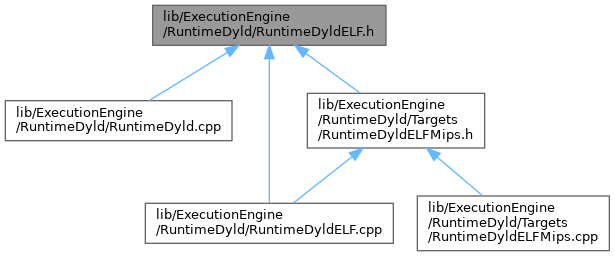 lib/ExecutionEngine
/RuntimeDyld/RuntimeDyldELF.h
lib/ExecutionEngine
/RuntimeDyld/RuntimeDyld.cpp
lib/ExecutionEngine
/RuntimeDyld/Targets
/RuntimeDyldELFMips.h
lib/ExecutionEngine
/RuntimeDyld/RuntimeDyldELF.cpp
lib/ExecutionEngine
/RuntimeDyld/Targets
/RuntimeDyldELFMips.cpp